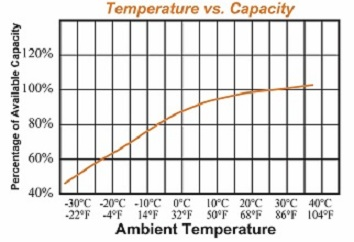 Temperature vs. Capacity
Percentage of Available Capacity
120%
100%
80%
60%
40%
-30°C -20°C -10°C 0°C 10°C 20°C 30°C 40°C
-22°F -4°F 14°F 32°F 50°F 68°F 86°F 104°F
Ambient Temperature